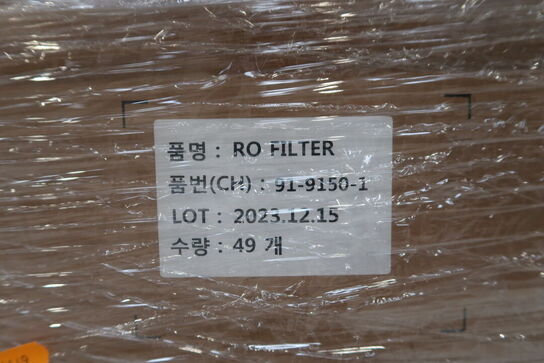 품명 : RO FILTER
품번(CH) : 91-9150-1
LOT : 2023.12.15
수량 : 49 개